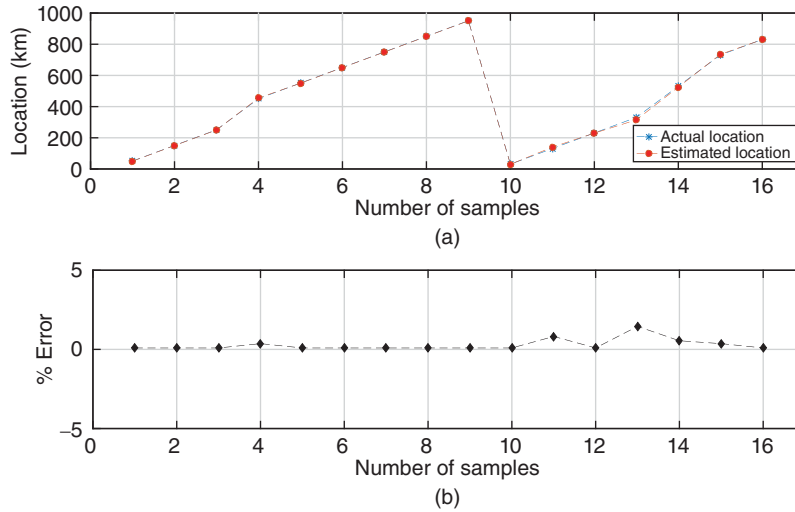 1000
800
600
400
200
0
Location (km)
Actual location
Estimated location
0 2 4 6 8 10 12 14 16
Number of samples
(a)
5
0
−5
% Error
0 2 4 6 8 10 12 14 16
Number of samples
(b)